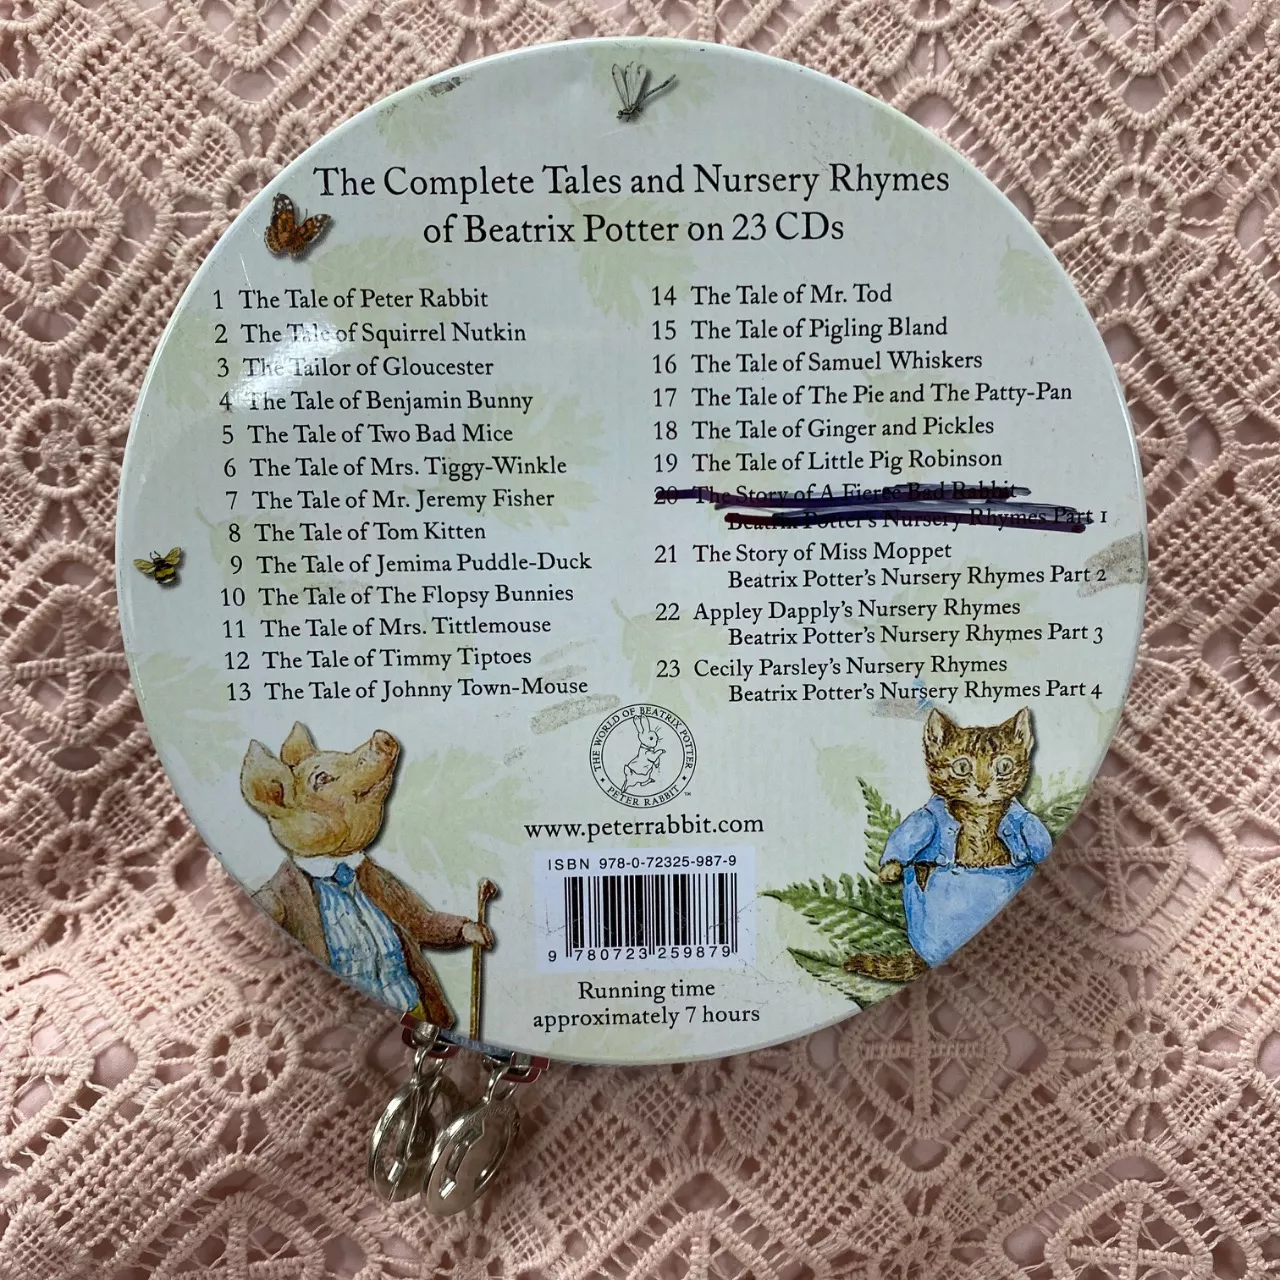 The Complete Tales and Nursery Rhymes
of Beatrix Potter on 23 CDs
1 The Tale of Peter Rabbit
2 The Tale of Squirrel Nutkin
3 The Tailor of Gloucester
4 The Tale of Benjamin Bunny
5 The Tale of Two Bad Mice
6 The Tale of Mrs. Tiggy-Winkle
7 The Tale of Mr. Jeremy Fisher
8 The Tale of Tom Kitten
9 The Tale of Jemima Puddle-Duck
10 The Tale of The Flopsy Bunnies
11 The Tale of Mrs. Tittlemouse
12 The Tale of Timmy Tiptoes
13 The Tale of Johnny Town-Mouse
14 The Tale of Mr. Tod
15 The Tale of Pigling Bland
16 The Tale of Samuel Whiskers
17 The Tale of The Pie and The Patty-Pan
18 The Tale of Ginger and Pickles
19 The Tale of Little Pig Robinson
20 The Story of A Fierce Bad Rabbit
Beatrix Potter's Nursery Rhymes Part 1
21 The Story of Miss Moppet
Beatrix Potter's Nursery Rhymes Part 2
22 Appley Dapply's Nursery Rhymes
Beatrix Potter's Nursery Rhymes Part 3
23 Cecily Parsley's Nursery Rhymes
Beatrix Potter's Nursery Rhymes Part 4
THE WORLD OF BEATRIX POTTER
PETER RABBIT ™
www.peterrabbit.com
ISBN 978-0-72325-987-9
9 780723 259879
Running time
approximately 7 hours